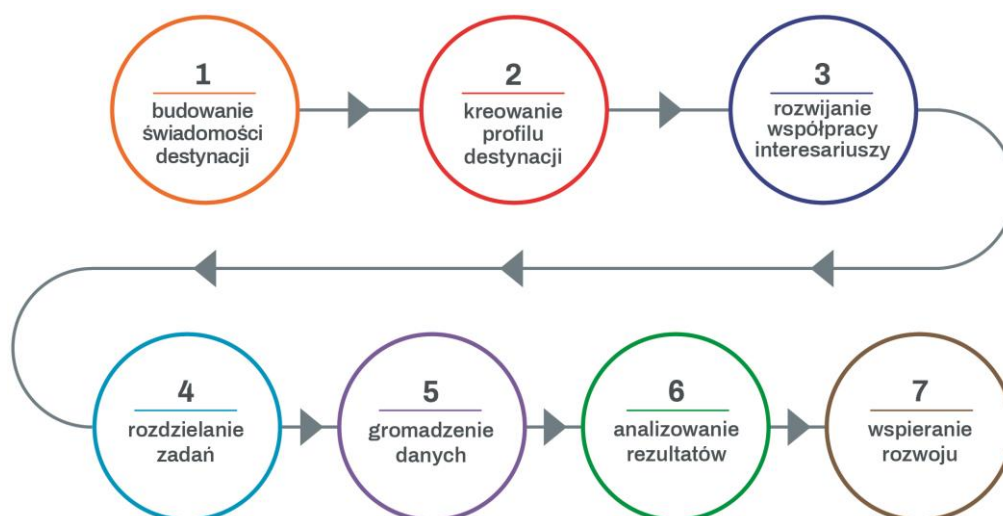 1
budowanie
świadomości
destynacji
2
kreowanie
profilu
destynacji
3
rozwijanie
współpracy
interesariuszy
4
rozdzielanie
zadań
5
gromadzenie
danych
6
analizowanie
rezultatów
7
wspieranie
rozwoju